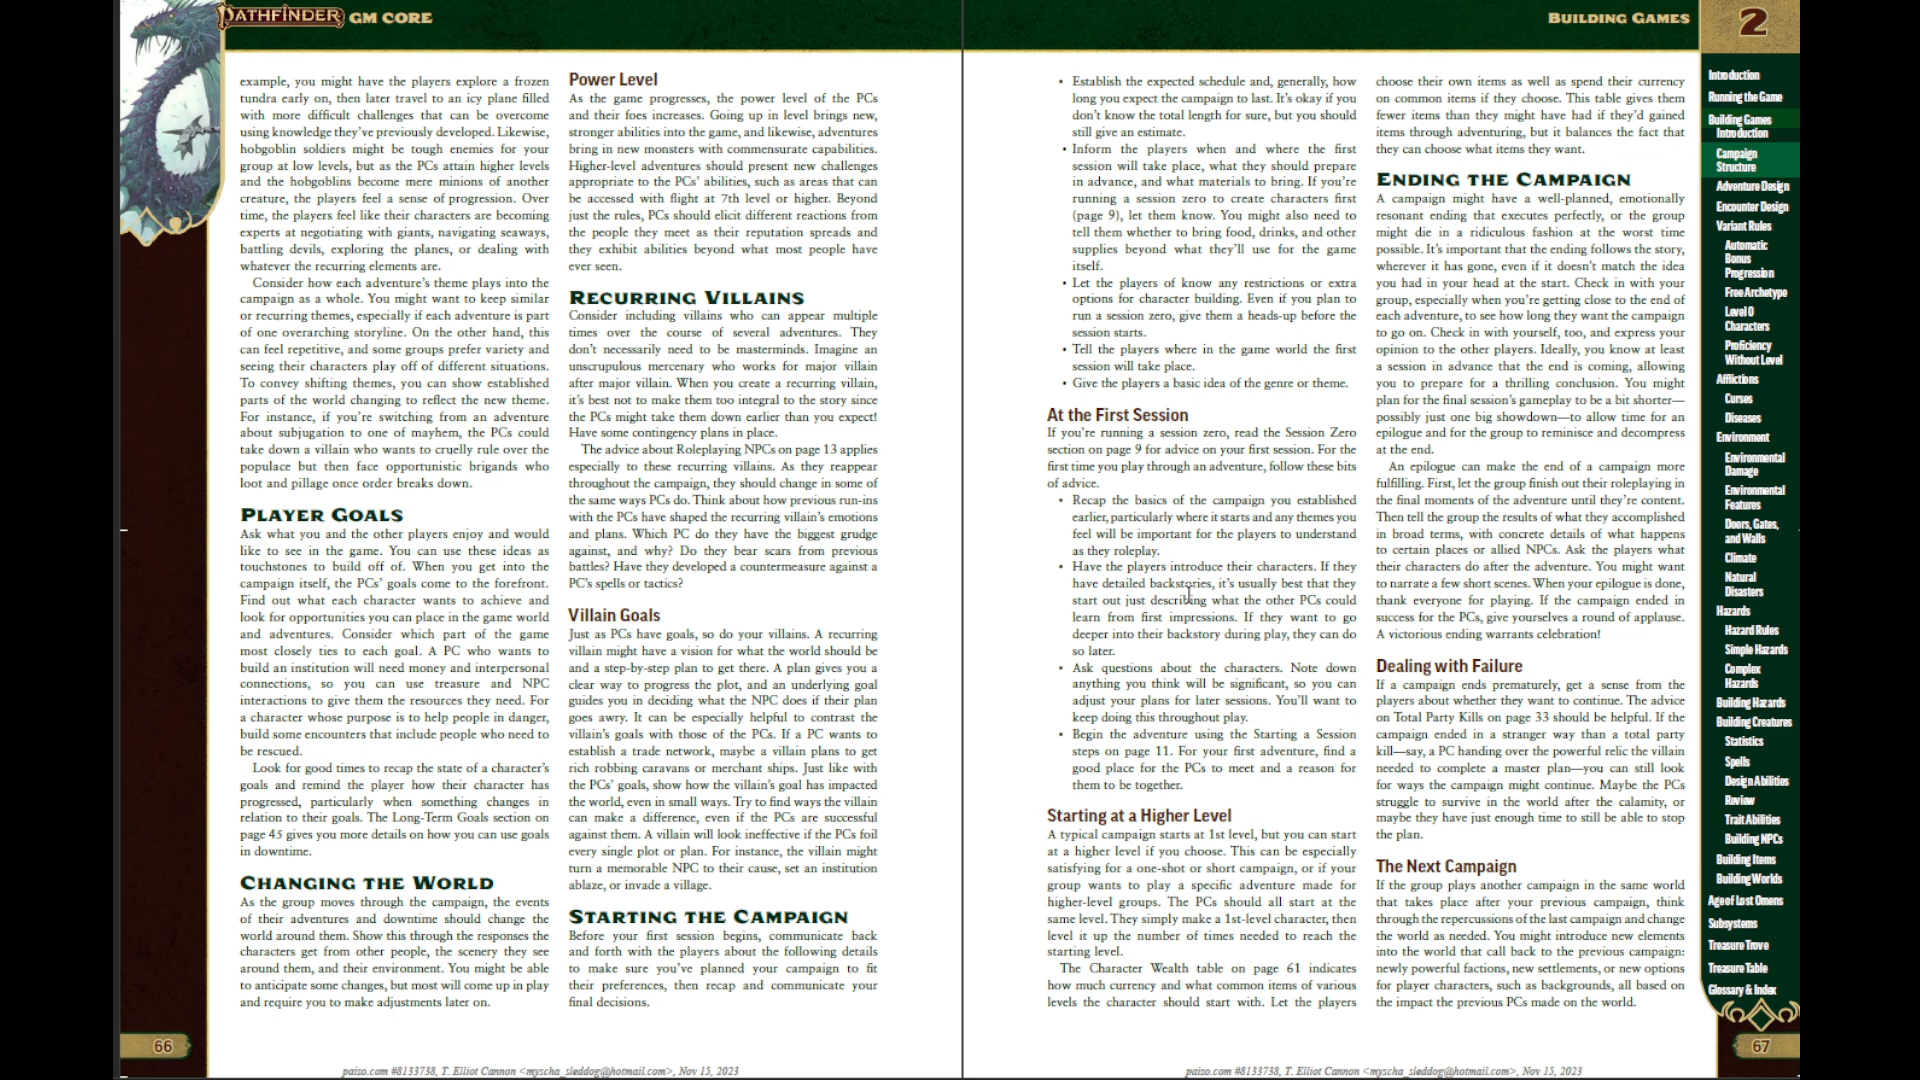 PATHFINDER GM CORE
example, you might have the players explore a frozen
tundra early on, then later travel to an icy plane filled
with more difficult challenges that can be overcome
using knowledge they've previously developed. Likewise,
hobgoblin soldiers might be tough enemies for your
group at low levels, but as the PCs attain higher levels
and the hobgoblins become mere minions of another
creature, the players feel a sense of progression. Over
time, the players feel like their characters are becoming
experts at negotiating with giants, navigating seaways,
battling devils, exploring the planes, or dealing with
whatever the recurring elements are.
Consider how each adventure's theme plays into the
campaign as a whole. You might want to keep similar
or recurring themes, especially if each adventure is part
of one overarching storyline. On the other hand, this
can feel repetitive, and some groups prefer variety and
seeing their characters play off of different situations.
To convey shifting themes, you can show established
parts of the world changing to reflect the new theme.
For instance, if you're switching from an adventure
about subjugation to one of mayhem, the PCs could
take down a villain who wants to cruelly rule over the
populace but then face opportunistic brigands who
loot and pillage once order breaks down.
PLAYER GOALS
Ask what you and the other players enjoy and would
like to see in the game. You can use these ideas as
touchstones to build off of. When you get into the
campaign itself, the PCs' goals come to the forefront.
Find out what each character wants to achieve and
look for opportunities you can place in the game world
and adventures. Consider which part of the game
most closely ties to each goal. A PC who wants to
build an institution will need money and interpersonal
connections, so you can use treasure and NPC
interactions to give them the resources they need. For
a character whose purpose is to help people in danger,
build some encounters that include people who need to
be rescued.
Look for good times to recap the state of a character's
goals and remind the player how their character has
progressed, particularly when something changes in
relation to their goals. The Long-Term Goals section on
page 45 gives you more details on how you can use goals
in downtime.
CHANGING THE WORLD
As the group moves through the campaign, the events
of their adventures and downtime should change the
world around them. Show this through the responses the
characters get from other people, the scenery they see
around them, and their environment. You might be able
to anticipate some changes, but most will come up in play
and require you to make adjustments later on.
Power Level
As the game progresses, the power level of the PCs
and their foes increases. Going up in level brings new,
stronger abilities into the game, and likewise, adventures
bring in new monsters with commensurate capabilities.
Higher-level adventures should present new challenges
appropriate to the PCs' abilities, such as areas that can
be accessed with flight at 7th level or higher. Beyond
just the rules, PCs should elicit different reactions from
the people they meet as their reputation spreads and
they exhibit abilities beyond what most people have
ever seen.
RECURRING VILLAINS
Consider including villains who can appear multiple
times over the course of several adventures. They
don't necessarily need to be masterminds. Imagine an
unscrupulous mercenary who works for major villain
after major villain. When you create a recurring villain,
it's best not to make them too integral to the story since
the PCs might take them down earlier than you expect!
Have some contingency plans in place.
The advice about Roleplaying NPCs on page 13 applies
especially to these recurring villains. As they reappear
throughout the campaign, they should change in some of
the same ways PCs do. Think about how previous run-ins
with the PCs have shaped the recurring villain's emotions
and plans. Which PC do they have the biggest grudge
against, and why? Do they bear scars from previous
battles? Have they developed a countermeasure against a
PC's spells or tactics?
Villain Goals
Just as PCs have goals, so do your villains. A recurring
villain might have a vision for what the world should be
and a step-by-step plan to get there. A plan gives you a
clear way to progress the plot, and an underlying goal
guides you in deciding what the NPC does if their plan
goes awry. It can be especially helpful to contrast the
villain's goals with those of the PCs. If a PC wants to
establish a trade network, maybe a villain plans to get
rich robbing caravans or merchant ships. Just like with
the PCs' goals, show how the villain's goal has impacted
the world, even in small ways. Try to find ways the villain
can make a difference, even if the PCs are successful
against them. A villain will look ineffective if the PCs foil
every single plot or plan. For instance, the villain might
turn a memorable NPC to their cause, set an institution
ablaze, or invade a village.
STARTING THE CAMPAIGN
Before your first session begins, communicate back
and forth with the players about the following details
to make sure you've planned your campaign to fit
their preferences, then recap and communicate your
final decisions.
66
paizo.com #8133738, T. Elliot Cannon <myscha_sleddog@hotmail.com>, Nov 15, 2023
BUILDING GAMES
2
• Establish the expected schedule and, generally, how
long you expect the campaign to last. It's okay if you
don't know the total length for sure, but you should
still give an estimate.
• Inform the players when and where the first
session will take place, what they should prepare
in advance, and what materials to bring. If you're
running a session zero to create characters first
(page 9), let them know. You might also need to
tell them whether to bring food, drinks, and other
supplies beyond what they'll use for the game
itself.
• Let the players of know any restrictions or extra
options for character building. Even if you plan to
run a session zero, give them a heads-up before the
session starts.
• Tell the players where in the game world the first
session will take place.
• Give the players a basic idea of the genre or theme.
At the First Session
If you're running a session zero, read the Session Zero
section on page 9 for advice on your first session. For the
first time you play through an adventure, follow these bits
of advice.
• Recap the basics of the campaign you established
earlier, particularly where it starts and any themes you
feel will be important for the players to understand
as they roleplay.
• Have the players introduce their characters. If they
have detailed backstories, it's usually best that they
start out just describing what the other PCs could
learn from first impressions. If they want to go
deeper into their backstory during play, they can do
so later.
• Ask questions about the characters. Note down
anything you think will be significant, so you can
adjust your plans for later sessions. You'll want to
keep doing this throughout play.
• Begin the adventure using the Starting a Session
steps on page 11. For your first adventure, find a
good place for the PCs to meet and a reason for
them to be together.
Starting at a Higher Level
A typical campaign starts at 1st level, but you can start
at a higher level if you choose. This can be especially
satisfying for a one-shot or short campaign, or if your
group wants to play a specific adventure made for
higher-level groups. The PCs should all start at the
same level. They simply make a 1st-level character, then
level it up the number of times needed to reach the
starting level.
The Character Wealth table on page 61 indicates
how much currency and what common items of various
levels the character should start with. Let the players
choose their own items as well as spend their currency
on common items if they choose. This table gives them
fewer items than they might have had if they'd gained
items through adventuring, but it balances the fact that
they can choose what items they want.
ENDING THE CAMPAIGN
A campaign might have a well-planned, emotionally
resonant ending that executes perfectly, or the group
might die in a ridiculous fashion at the worst time
possible. It's important that the ending follows the story,
wherever it has gone, even if it doesn't match the idea
you had in your head at the start. Check in with your
group, especially when you're getting close to the end of
each adventure, to see how long they want the campaign
to go on. Check in with yourself, too, and express your
opinion to the other players. Ideally, you know at least
a session in advance that the end is coming, allowing
you to prepare for a thrilling conclusion. You might
plan for the final session's gameplay to be a bit shorter—
possibly just one big showdown—to allow time for an
epilogue and for the group to reminisce and decompress
at the end.
An epilogue can make the end of a campaign more
fulfilling. First, let the group finish out their roleplaying in
the final moments of the adventure until they're content.
Then tell the group the results of what they accomplished
in broad terms, with concrete details of what happens
to certain places or allied NPCs. Ask the players what
their characters do after the adventure. You might want
to narrate a few short scenes. When your epilogue is done,
thank everyone for playing. If the campaign ended in
success for the PCs, give yourselves a round of applause.
A victorious ending warrants celebration!
Dealing with Failure
If a campaign ends prematurely, get a sense from the
players about whether they want to continue. The advice
on Total Party Kills on page 33 should be helpful. If the
campaign ended in a stranger way than a total party
kill—say, a PC handing over the powerful relic the villain
needed to complete a master plan—you can still look
for ways the campaign might continue. Maybe the PCs
struggle to survive in the world after the calamity, or
maybe they have just enough time to still be able to stop
the plan.
The Next Campaign
If the group plays another campaign in the same world
that takes place after your previous campaign, think
through the repercussions of the last campaign and change
the world as needed. You might introduce new elements
into the world that call back to the previous campaign:
newly powerful factions, new settlements, or new options
for player characters, such as backgrounds, all based on
the impact the previous PCs made on the world.
Introduction
Running the Game
Building Games
Introduction
Campaign
Structure
Adventure Design
Encounter Design
Variant Rules
Automatic
Bonus
Progression
Free Archetype
Level 0
Characters
Proficiency
Without Level
Afflictions
Curses
Diseases
Environment
Environmental
Damage
Environmental
Features
Doors, Gates,
and Walls
Climate
Natural
Disasters
Hazards
Hazard Rules
Simple Hazards
Complex
Hazards
Building Hazards
Building Creatures
Statistics
Spells
Design Abilities
Review
Trait Abilities
Building NPCs
Building Items
Building Worlds
Age of Lost Omens
Subsystems
Treasure Trove
Treasure Table
Glossary & Index
67
paizo.com #8133738, T. Elliot Cannon <myscha_sleddog@hotmail.com>, Nov 15, 2023